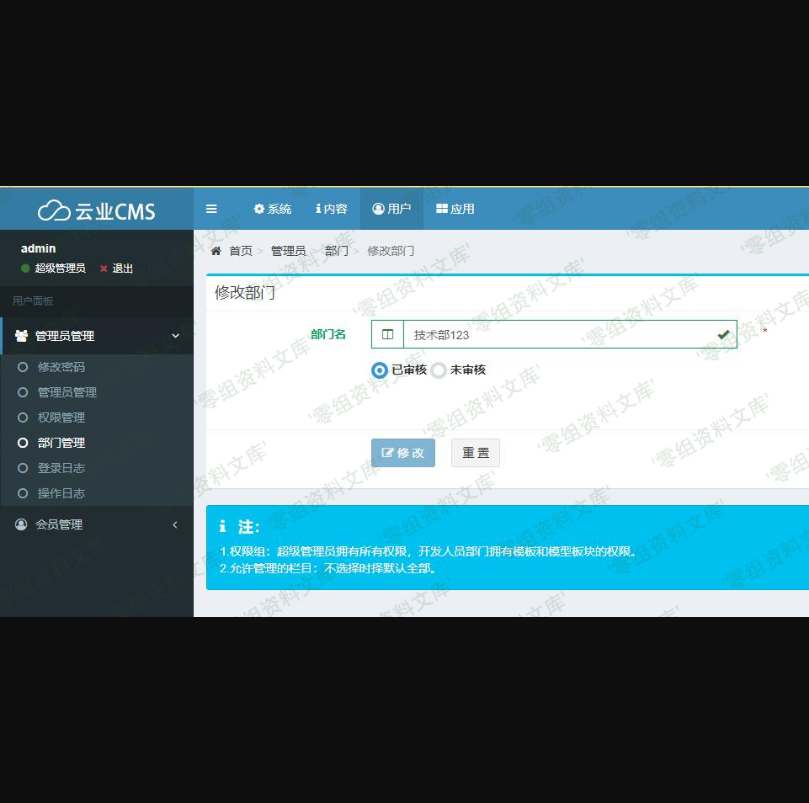 云业CMS
系统 内容 用户 应用
admin
超级管理员 退出
首页 > 管理员 > 部门 > 修改部门
用户面板
修改部门
管理员管理
部门名 技术部123 *
修改密码
已审核 未审核
管理员管理
权限管理
部门管理
修改 重置
登录日志
操作日志
会员管理
注:
1.权限组：超级管理员拥有所有权限，开发人员部门拥有模板和模型板块的权限。
2.允许管理的栏目：不选择时择默认全部。
'零组资料文库'